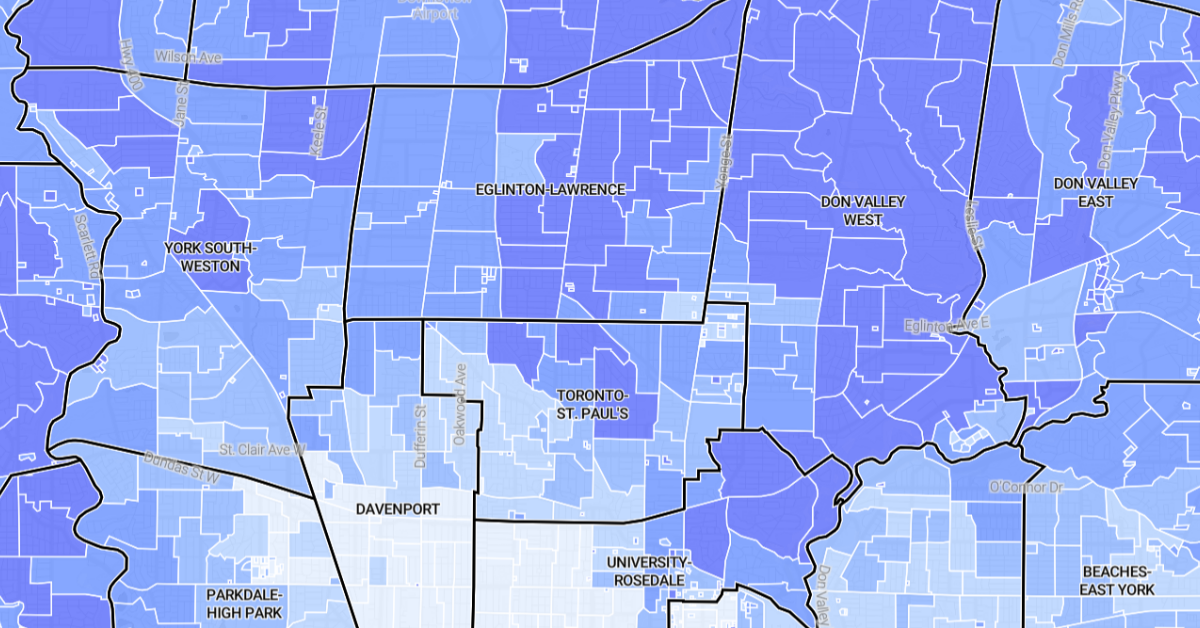 Airport
Wilson Ave
Hwy 400
Jane St
Keele St
Don Mills Rd
Don Valley Pkwy
Yonge St
EGLINTON-LAWRENCE
DON VALLEY
WEST
DON VALLEY
EAST
Leslie St
Scarlett Rd
YORK SOUTH-
WESTON
Eglinton Ave E
Oakwood Ave
Dufferin St
TORONTO-
ST. PAUL'S
St Clair Ave W
Dundas St W
DAVENPORT
O'Connor Dr
UNIVERSITY-
ROSEDALE
Don Valley
PARKDALE-
HIGH PARK
BEACHES-
EAST YORK